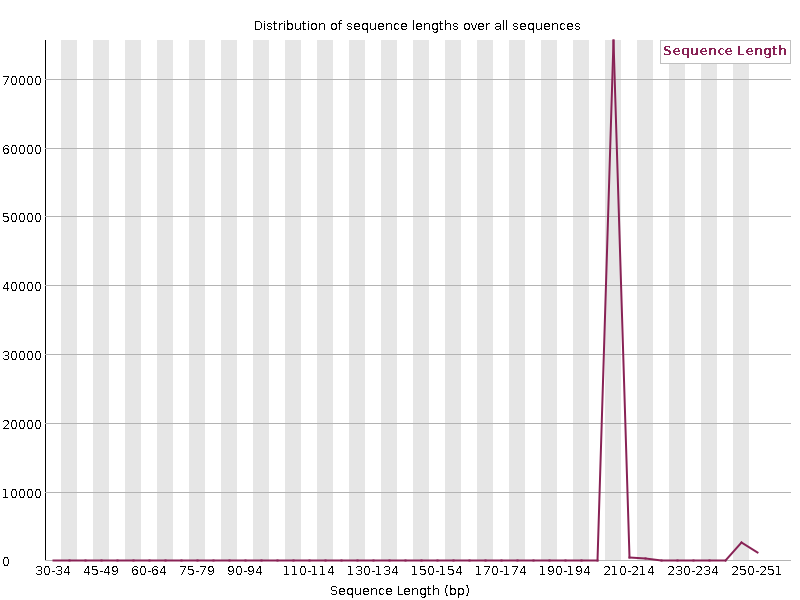 Distribution of sequence lengths over all sequences
Sequence Length
70000
60000
50000
40000
30000
20000
10000
0
30-34 45-49 60-64 75-79 90-94 110-114 130-134 150-154 170-174 190-194 210-214 230-234 250-251
Sequence Length (bp)